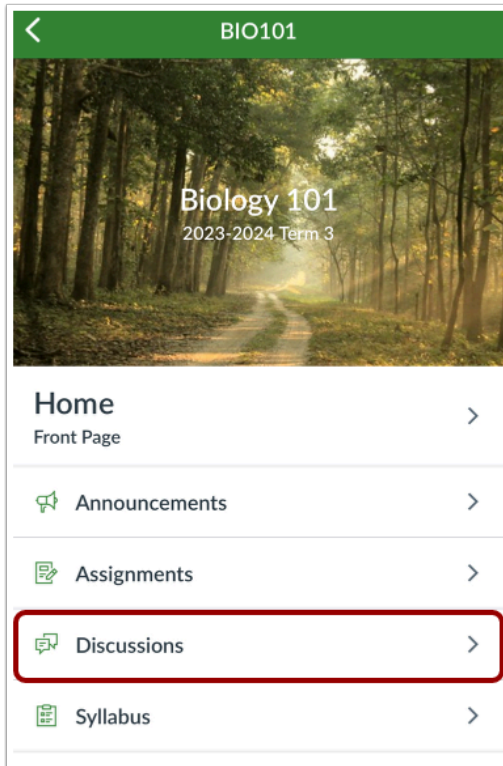 BIO101
Biology 101
2023-2024 Term 3
Home
Front Page
Announcements
Assignments
Discussions
Syllabus